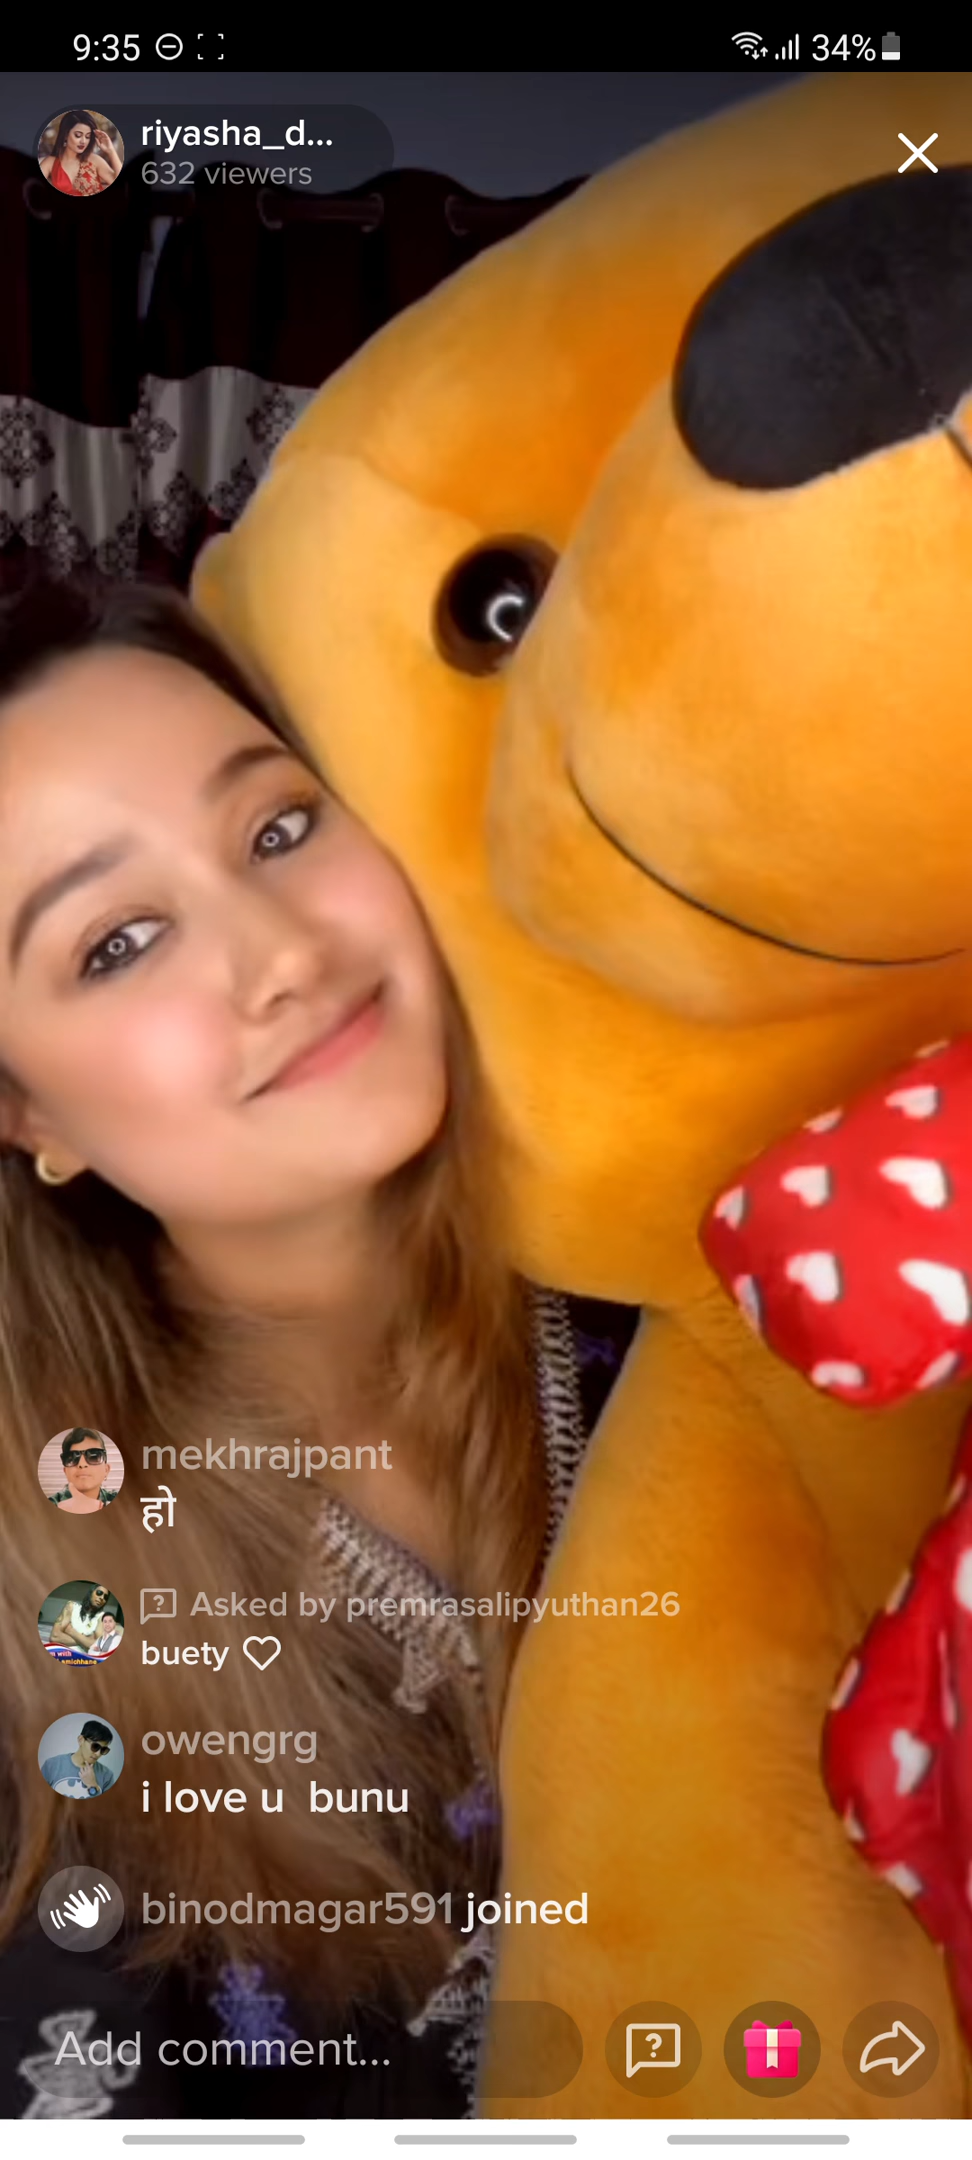 9:35
34%
riyasha_d...
632 viewers
mekhrajpant
हो
Asked by premrasalipyuthan26
buety
owengrg
i love u bunu
binodmagar591 joined
Add comment...